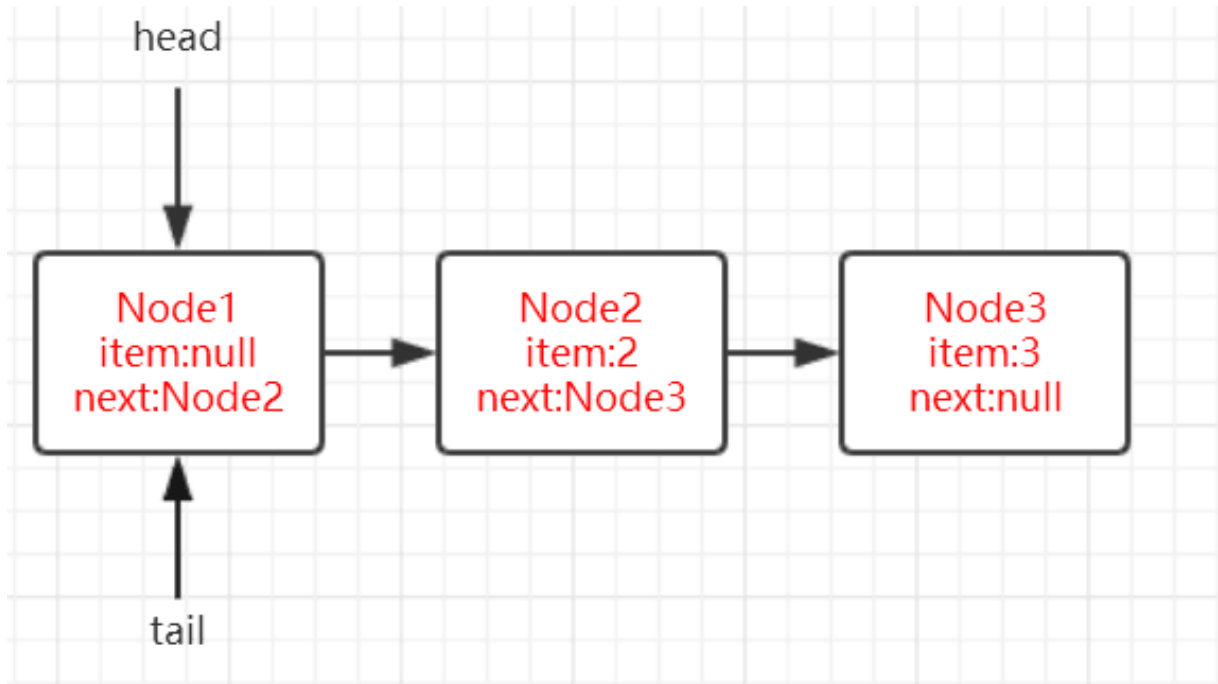 head
Node1
item:null
next:Node2
Node2
item:2
next:Node3
Node3
item:3
next:null
tail